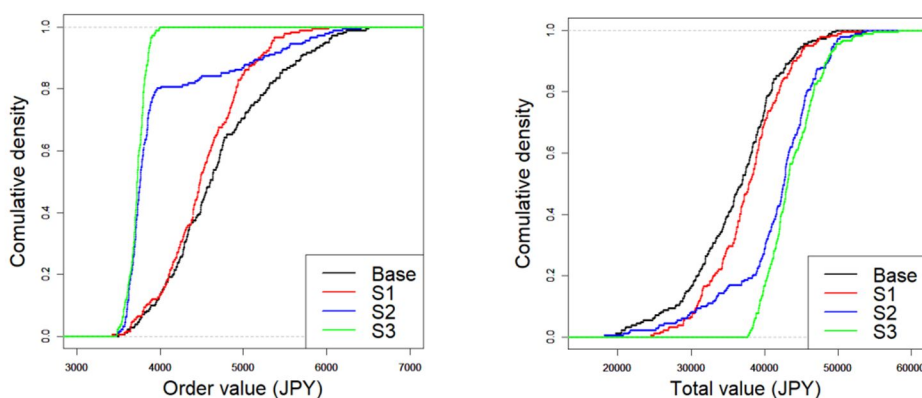 Comulative density
1.0
0.8
0.6
0.4
0.2
0.0
Base
S1
S2
S3
3000 4000 5000 6000 7000
Order value (JPY)
Comulative density
1.0
0.8
0.6
0.4
0.2
0.0
Base
S1
S2
S3
20000 30000 40000 50000 60000
Total value (JPY)